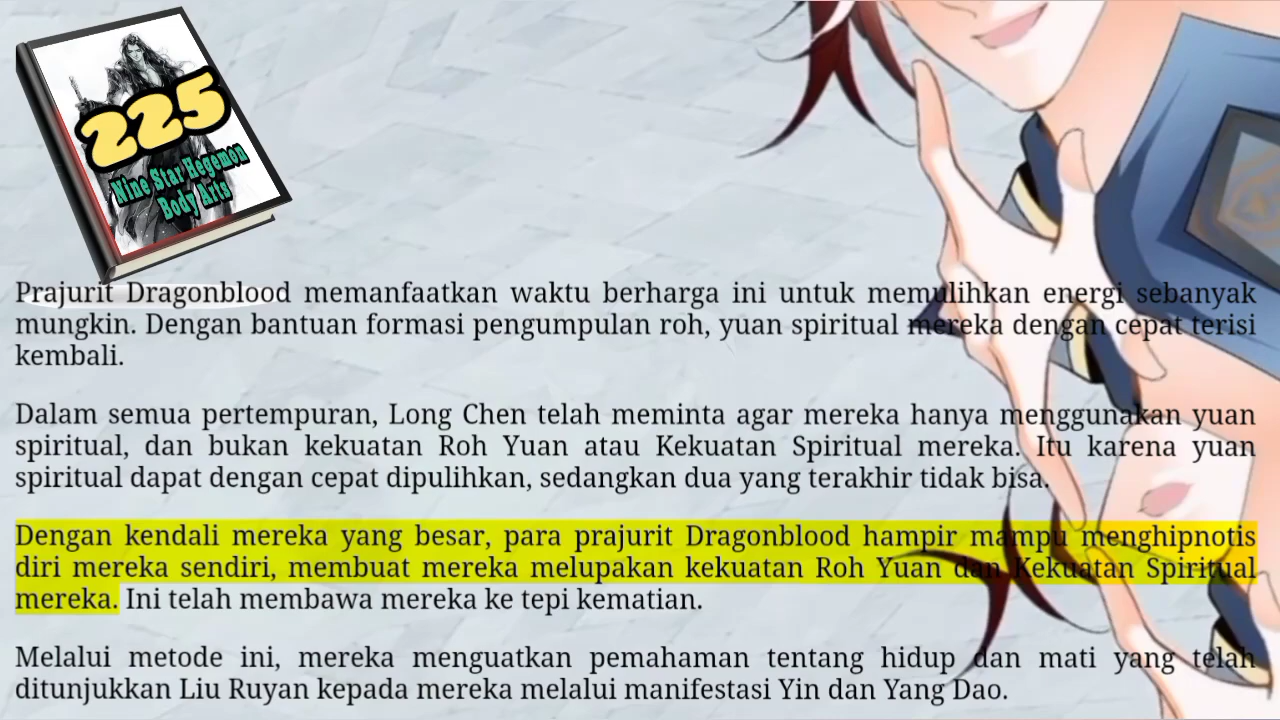 225
Nine Star Hegemon
Body Arts
Prajurit Dragonblood memanfaatkan waktu berharga ini untuk memulihkan energi sebanyak
mungkin. Dengan bantuan formasi pengumpulan roh, yuan spiritual mereka dengan cepat terisi
kembali.
Dalam semua pertempuran, Long Chen telah meminta agar mereka hanya menggunakan yuan
spiritual, dan bukan kekuatan Roh Yuan atau Kekuatan Spiritual mereka. Itu karena yuan
spiritual dapat dengan cepat dipulihkan, sedangkan dua yang terakhir tidak bisa.
Dengan kendali mereka yang besar, para prajurit Dragonblood hampir mampu menghipnotis
diri mereka sendiri, membuat mereka melupakan kekuatan Roh Yuan dan Kekuatan Spiritual
mereka. Ini telah membawa mereka ke tepi kematian.
Melalui metode ini, mereka menguatkan pemahaman tentang hidup dan mati yang telah
ditunjukkan Liu Ruyan kepada mereka melalui manifestasi Yin dan Yang Dao.